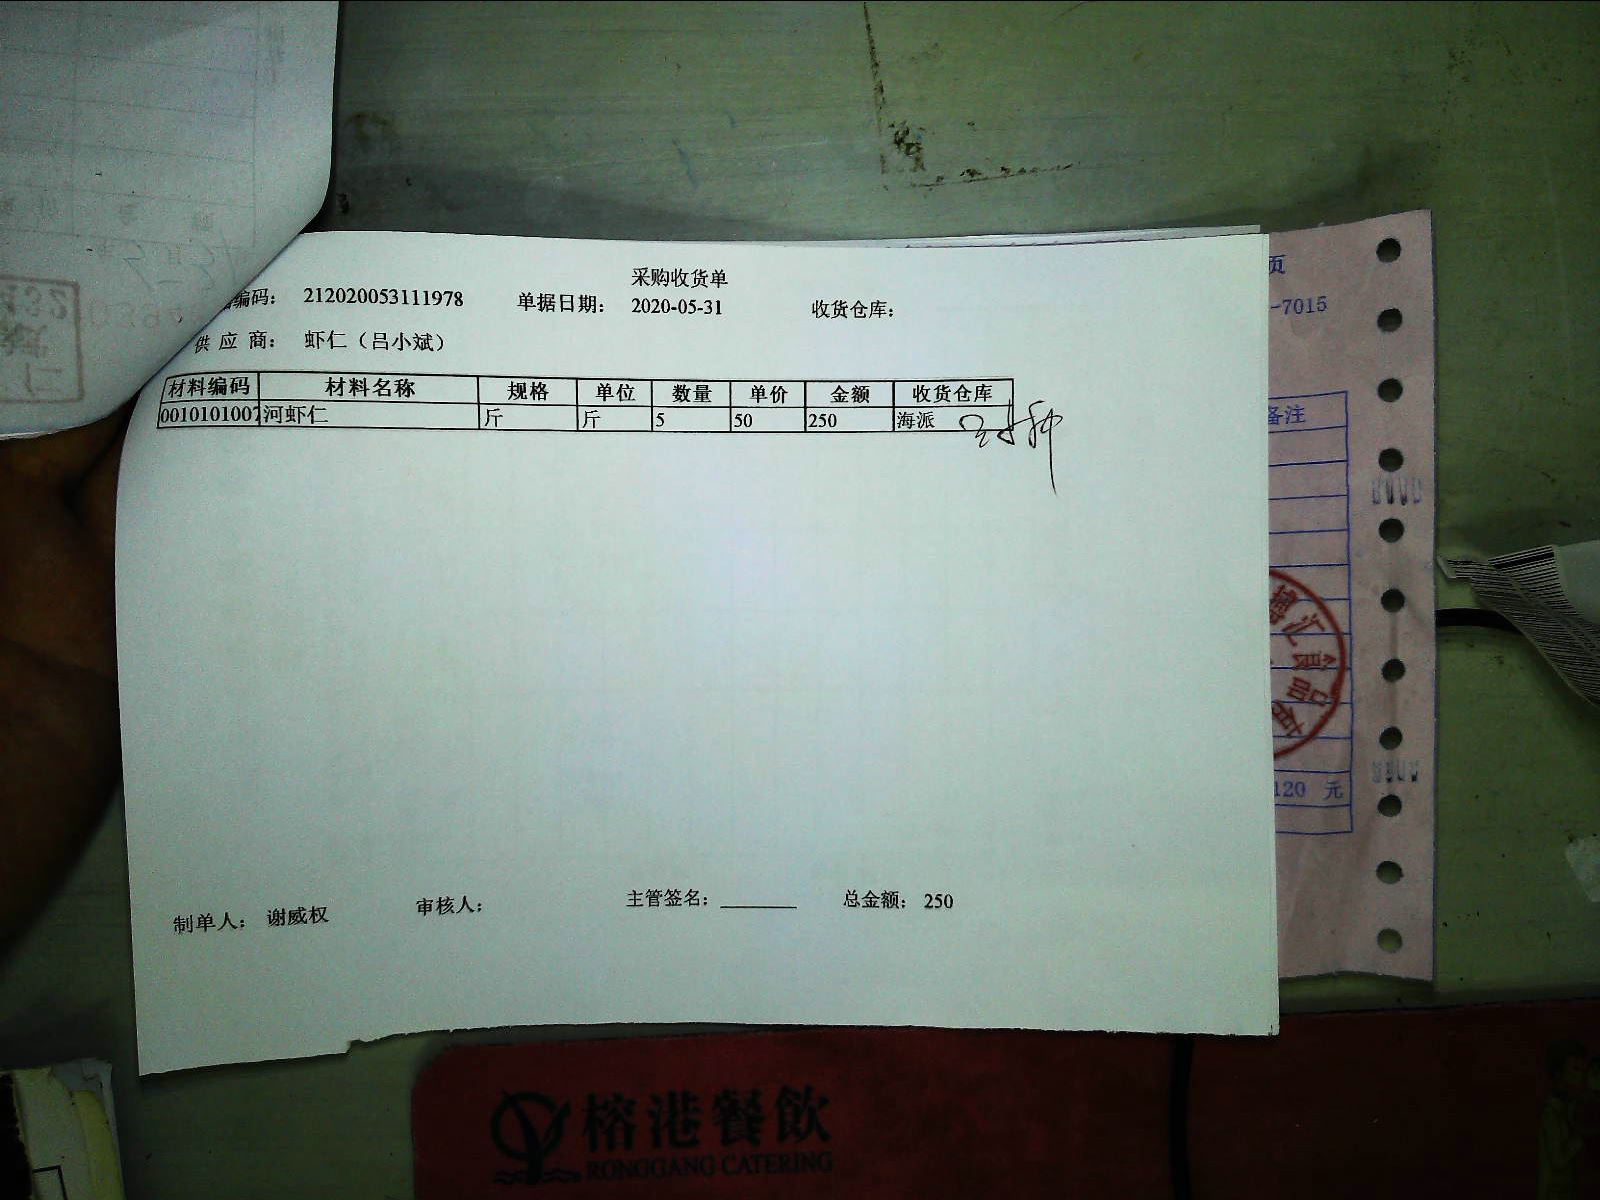 采购收货单
编码： 212020053111978 单据日期： 2020-05-31 收货仓库：
供 应 商： 虾仁（吕小斌）
材料编码 材料名称 规格 单位 数量 单价 金额 收货仓库
0010101007 河虾仁 斤 斤 5 50 250 海派
制单人： 谢威权 审核人： 主管签名： 总金额： 250
页
-7015
备注
汇食品
120 元
榕港餐飲
RONGGANG CATERING